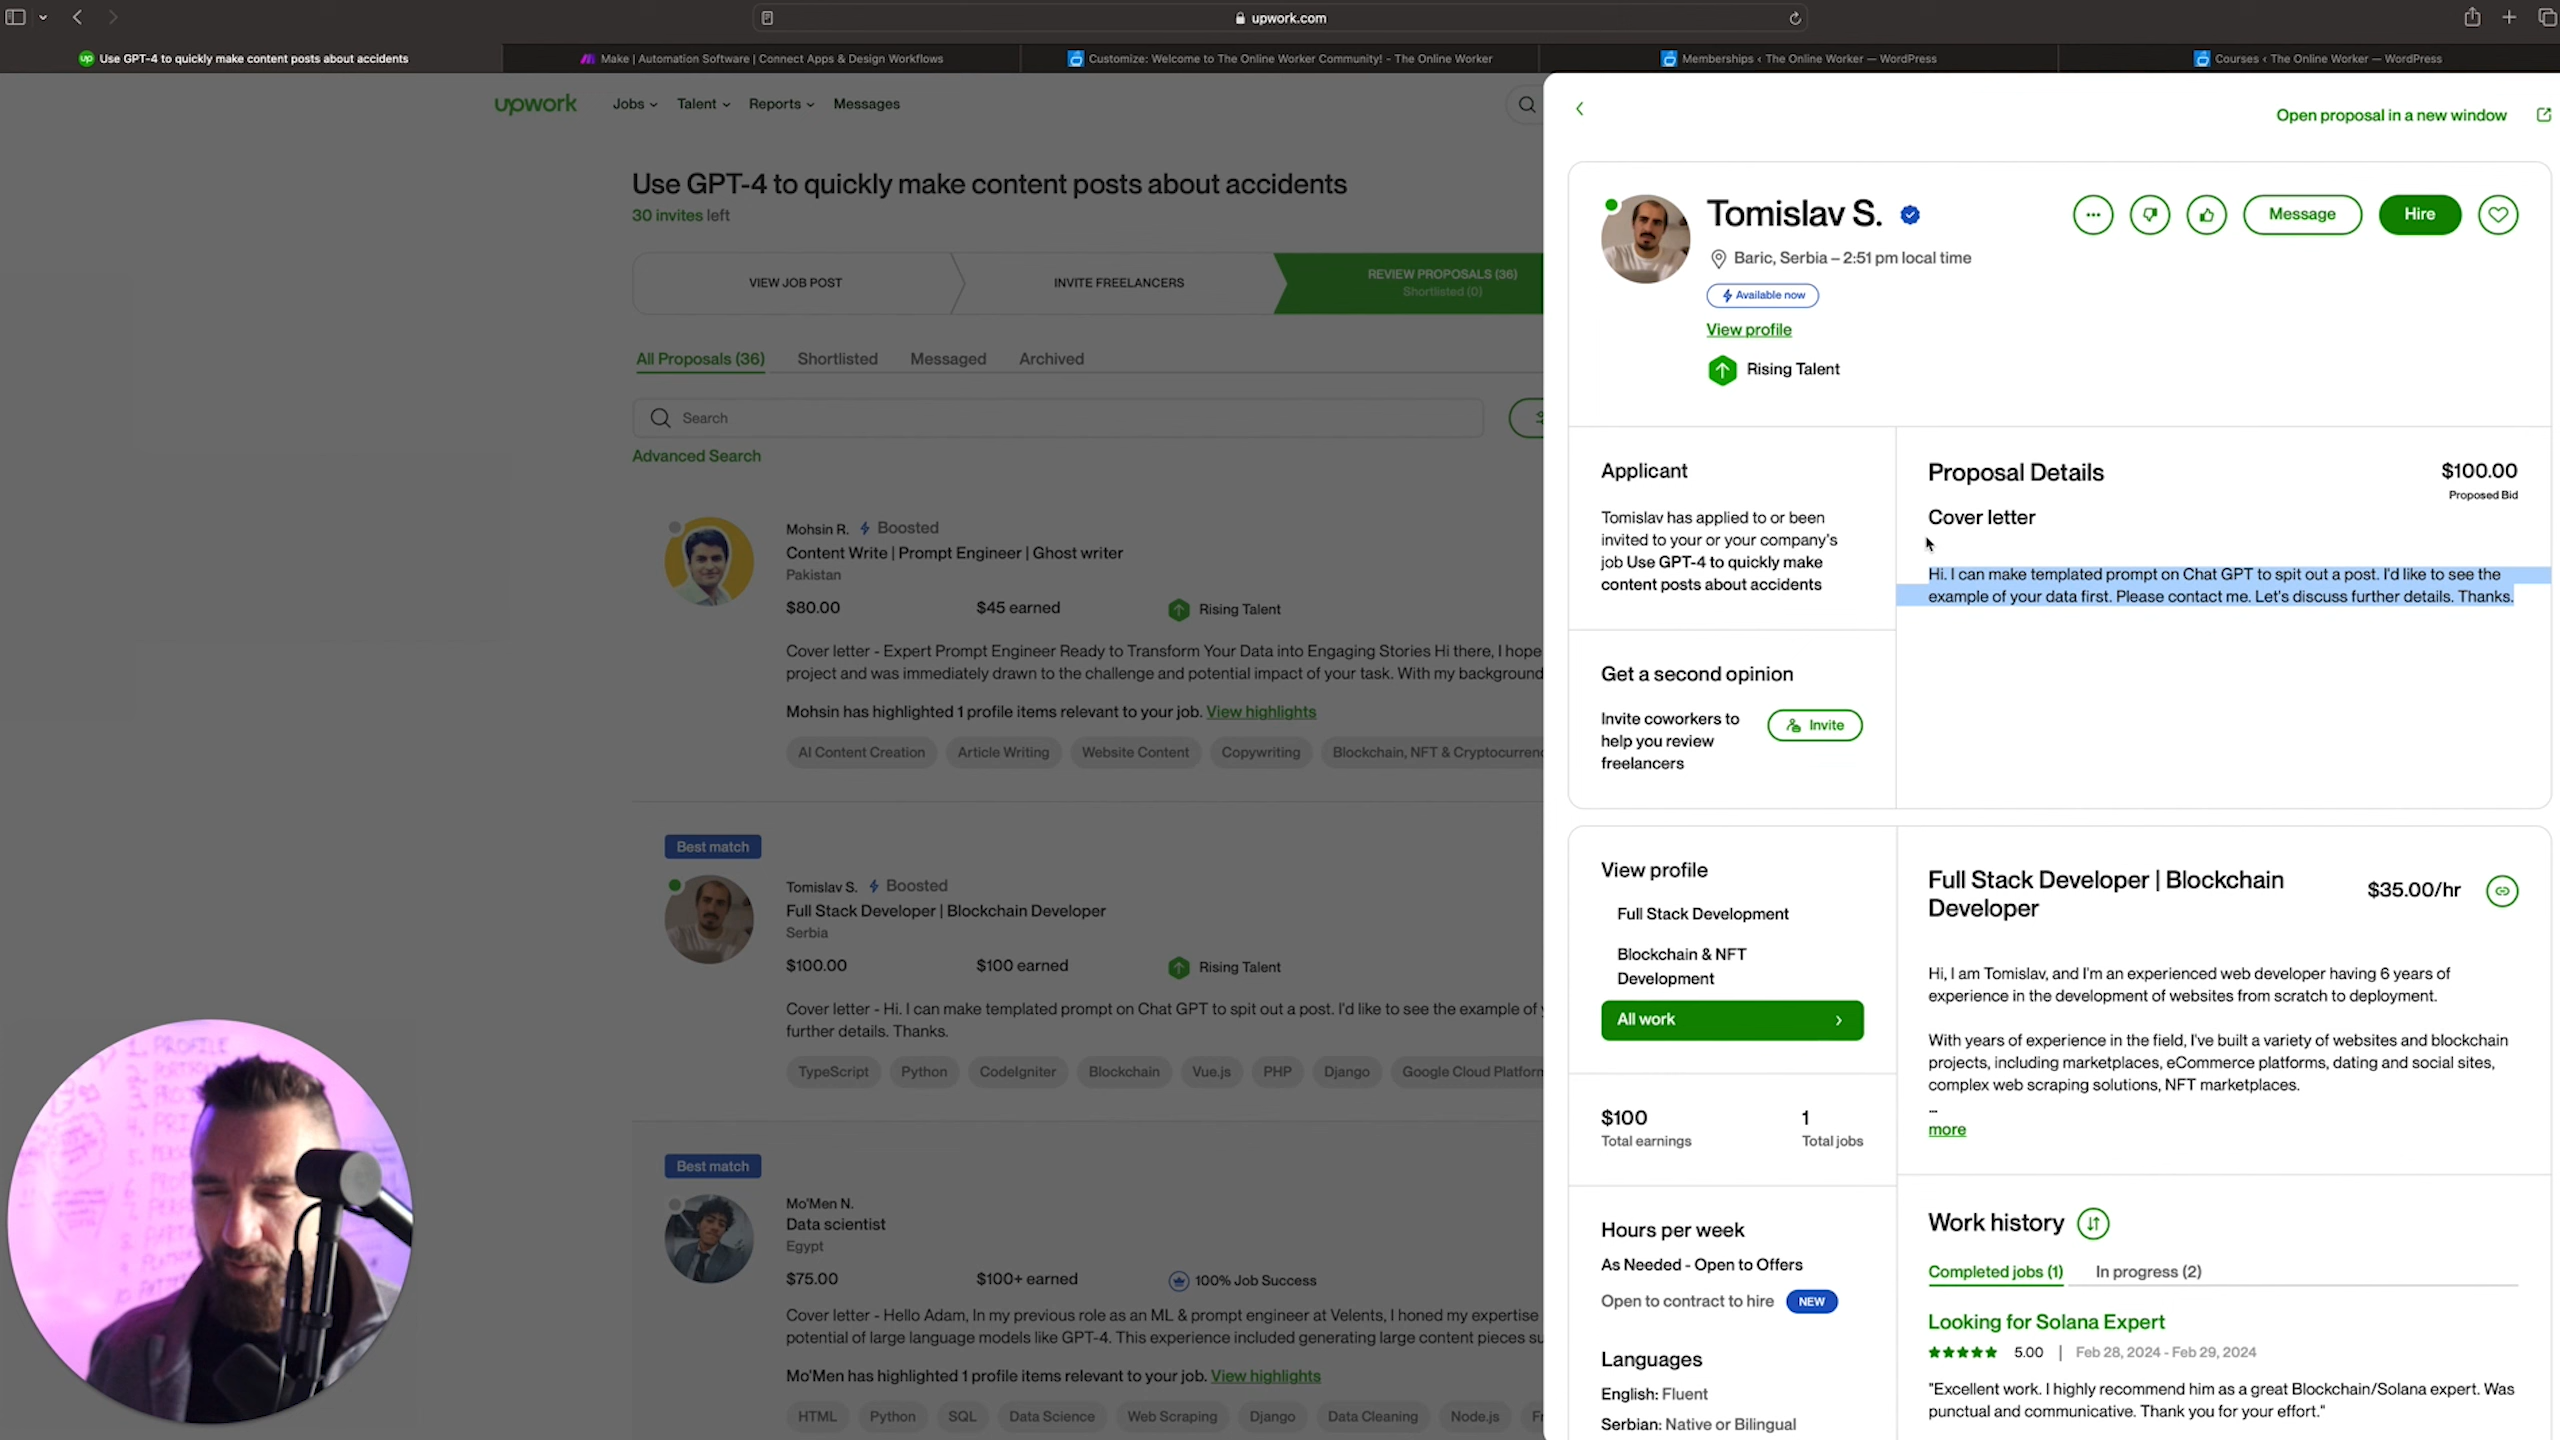 upwork.com
Use GPT-4 to quickly make content posts about accidents
Make | Automation Software | Connect Apps & Design Workflows
Customize: Welcome to The Online Worker Community! - The Online Worker
Memberships ‹ The Online Worker — WordPress
Courses ‹ The Online Worker — WordPress
upwork
Jobs
Talent
Reports
Messages
Use GPT-4 to quickly make content posts about accidents
30 invites left
VIEW JOB POST
INVITE FREELANCERS
REVIEW PROPOSALS (36)
Shortlisted (0)
All Proposals (36)
Shortlisted
Messaged
Archived
Search
Advanced Search
Mohsin R. Boosted
Content Write | Prompt Engineer | Ghost writer
Pakistan
$80.00
$45 earned
Rising Talent
Cover letter - Expert Prompt Engineer Ready to Transform Your Data into Engaging Stories Hi there, I hope
project and was immediately drawn to the challenge and potential impact of your task. With my background
Mohsin has highlighted 1 profile items relevant to your job. View highlights
AI Content Creation
Article Writing
Website Content
Copywriting
Blockchain, NFT & Cryptocurrenc
Best match
Tomislav S. Boosted
Full Stack Developer | Blockchain Developer
Serbia
$100.00
$100 earned
Rising Talent
Cover letter - Hi. I can make templated prompt on Chat GPT to spit out a post. I'd like to see the example of
further details. Thanks.
TypeScript
Python
CodeIgniter
Blockchain
Vue.js
PHP
Django
Google Cloud Platform
Best match
Mo'Men N.
Data scientist
Egypt
$75.00
$100+ earned
100% Job Success
Cover letter - Hello Adam, In my previous role as an ML & prompt engineer at Velents, I honed my expertise
potential of large language models like GPT-4. This experience included generating large content pieces su
Mo'Men has highlighted 1 profile items relevant to your job. View highlights
HTML
Python
SQL
Data Science
Web Scraping
Django
Data Cleaning
Node.js
Open proposal in a new window
Tomislav S.
Message
Hire
Baric, Serbia – 2:51 pm local time
Available now
View profile
Rising Talent
Applicant
Tomislav has applied to or been
invited to your or your company's
job Use GPT-4 to quickly make
content posts about accidents
Get a second opinion
Invite coworkers to
help you review
freelancers
Invite
Proposal Details
$100.00
Proposed Bid
Cover letter
Hi. I can make templated prompt on Chat GPT to spit out a post. I'd like to see the
example of your data first. Please contact me. Let's discuss further details. Thanks.
View profile
Full Stack Development
Blockchain & NFT
Development
All work
$100
Total earnings
1
Total jobs
Hours per week
As Needed - Open to Offers
Open to contract to hire NEW
Languages
English: Fluent
Serbian: Native or Bilingual
Full Stack Developer | Blockchain
Developer
$35.00/hr
Hi, I am Tomislav, and I'm an experienced web developer having 6 years of
experience in the development of websites from scratch to deployment.
With years of experience in the field, I've built a variety of websites and blockchain
projects, including marketplaces, eCommerce platforms, dating and social sites,
complex web scraping solutions, NFT marketplaces.
...
more
Work history
Completed jobs (1)
In progress (2)
Looking for Solana Expert
5.00 | Feb 28, 2024 - Feb 29, 2024
"Excellent work. I highly recommend him as a great Blockchain/Solana expert. Was
punctual and communicative. Thank you for your effort."
1. PROFILE